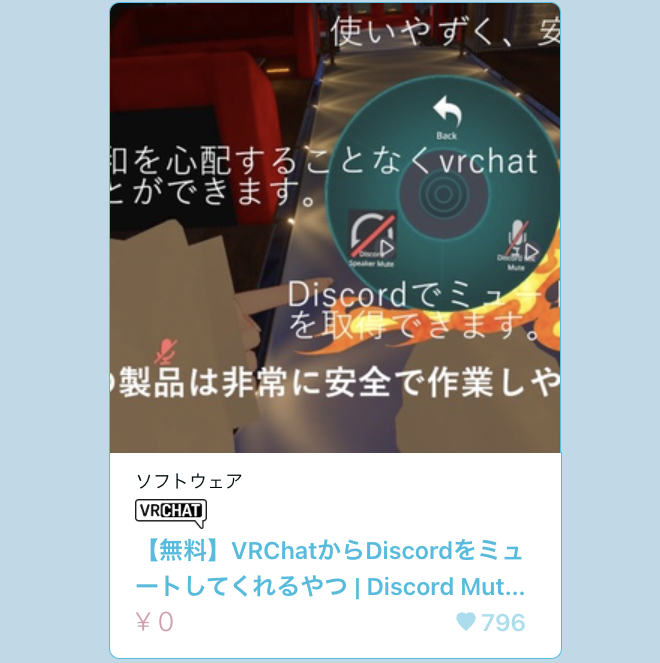 使いやずく、安
和を心配することなくvrchat
とができます。
Back
Discord
Speaker Mute
Discord Mic
Mute
Discordでミュー
を取得できます。
の製品は非常に安全で作業しや
ソフトウェア
VRCHAT
【無料】VRChatからDiscordをミュ
ートしてくれるやつ | Discord Mut...
¥ 0
796